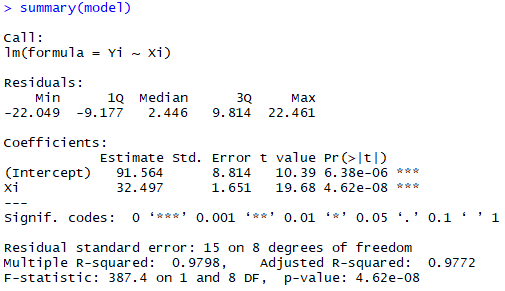 > summary(model)
Call:
lm(formula = Yi ~ Xi)
Residuals:
    Min      1Q  Median      3Q     Max
-22.049  -9.177   2.446   9.814  22.461
Coefficients:
            Estimate Std. Error t value Pr(>|t|)
(Intercept)   91.564      8.814   10.39 6.38e-06 ***
Xi            32.497      1.651   19.68 4.62e-08 ***
---
Signif. codes:  0 ‘***’ 0.001 ‘**’ 0.01 ‘*’ 0.05 ‘.’ 0.1 ‘ ’ 1
Residual standard error: 15 on 8 degrees of freedom
Multiple R-squared:  0.9798,    Adjusted R-squared:  0.9772
F-statistic: 387.4 on 1 and 8 DF,  p-value: 4.62e-08